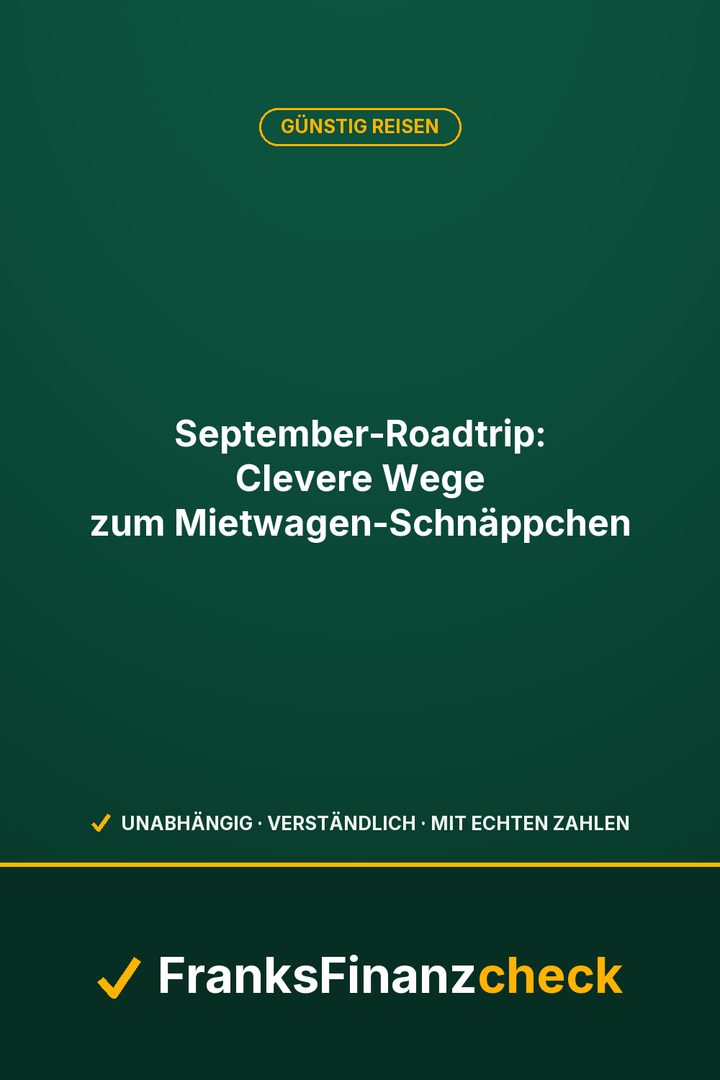 GÜNSTIG REISEN
September-Roadtrip:
Clevere Wege
zum Mietwagen-Schnäppchen
UNABHÄNGIG · VERSTÄNDLICH · MIT ECHTEN ZAHLEN
FranksFinanzcheck